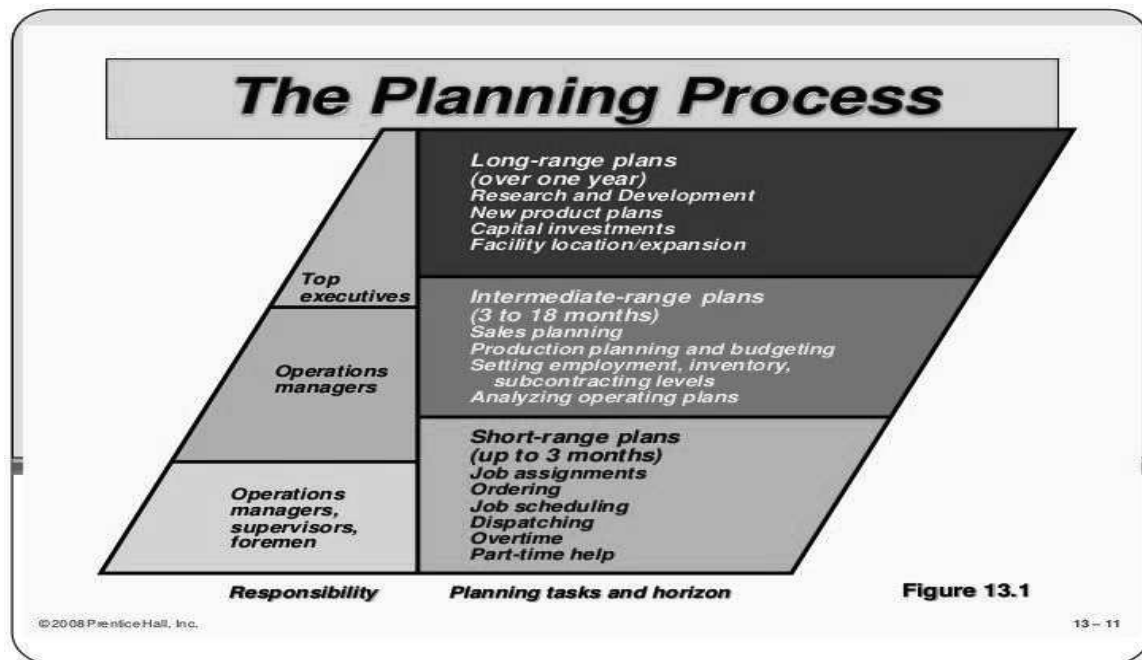 The Planning Process
Top
executives
Long-range plans
(over one year)
Research and Development
New product plans
Capital investments
Facility location/expansion
Operations
managers
Intermediate-range plans
(3 to 18 months)
Sales planning
Production planning and budgeting
Setting employment, inventory,
subcontracting levels
Analyzing operating plans
Operations
managers,
supervisors,
foremen
Short-range plans
(up to 3 months)
Job assignments
Ordering
Job scheduling
Dispatching
Overtime
Part-time help
Responsibility
Planning tasks and horizon
Figure 13.1
©2008 Prentice Hall, Inc.
13 – 11